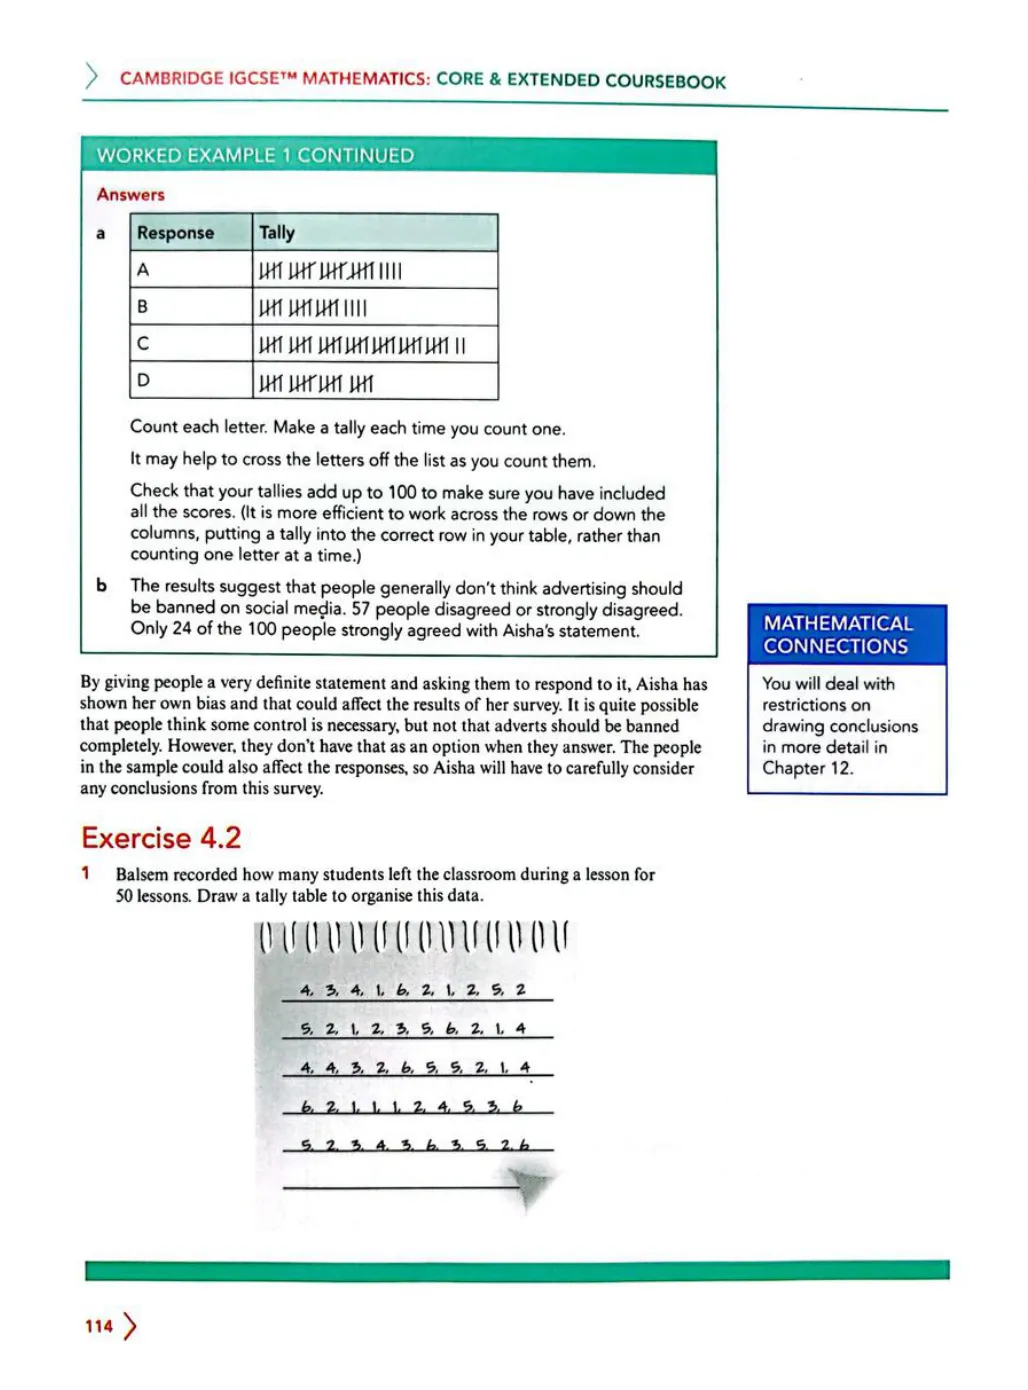 CAMBRIDGE IGCSE™ MATHEMATICS: CORE & EXTENDED COURSEBOOK
WORKED EXAMPLE 1 CONTINUED
Answers
a Response Tally
A
B
C
D
Count each letter. Make a tally each time you count one.
It may help to cross the letters off the list as you count them.
Check that your tallies add up to 100 to make sure you have included
all the scores. (It is more efficient to work across the rows or down the
columns, putting a tally into the correct row in your table, rather than
counting one letter at a time.)
b The results suggest that people generally don't think advertising should
be banned on social media. 57 people disagreed or strongly disagreed.
Only 24 of the 100 people strongly agreed with Aisha's statement.
By giving people a very definite statement and asking them to respond to it, Aisha has
shown her own bias and that could affect the results of her survey. It is quite possible
that people think some control is necessary, but not that adverts should be banned
completely. However, they don't have that as an option when they answer. The people
in the sample could also affect the responses, so Aisha will have to carefully consider
any conclusions from this survey.
MATHEMATICAL
CONNECTIONS
You will deal with
restrictions on
drawing conclusions
in more detail in
Chapter 12.
Exercise 4.2
1 Balsem recorded how many students left the classroom during a lesson for
50 lessons. Draw a tally table to organise this data.
4, 3, 4, 1, 6, 2, 1, 2, 5, 2
5, 2, 1, 2, 3, 5, 6, 2, 1, 4
4, 4, 3, 2, 6, 5, 5, 2, 1, 4
6, 2, 1, 1, 1, 2, 4, 5, 3, 6
5, 2, 3, 4, 3, 6, 3, 5, 2, 6
114